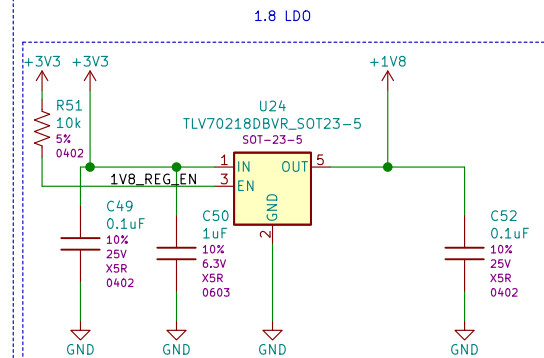 1.8 LDO
+3V3
+3V3
+1V8
R51
10k
5%
0402
U24
TLV70218DBVR_SOT23-5
SOT-23-5
1
IN
OUT
5
1V8_REG_EN
3
EN
GND
2
C49
0.1uF
10%
25V
X5R
0402
C50
1uF
10%
6.3V
X5R
0603
C52
0.1uF
10%
25V
X5R
0402
GND
GND
GND
GND